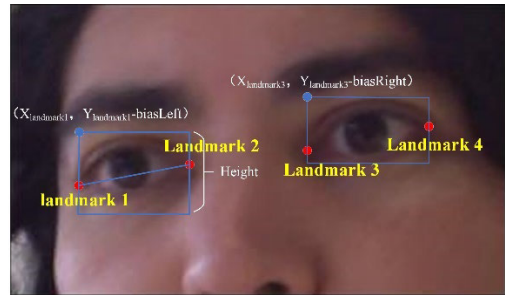 （Xlandmark3， Ylandmark3-biasRight）
（Xlandmark1， Ylandmark1-biasLeft）
Landmark 2
Landmark 4
Height
Landmark 3
landmark 1